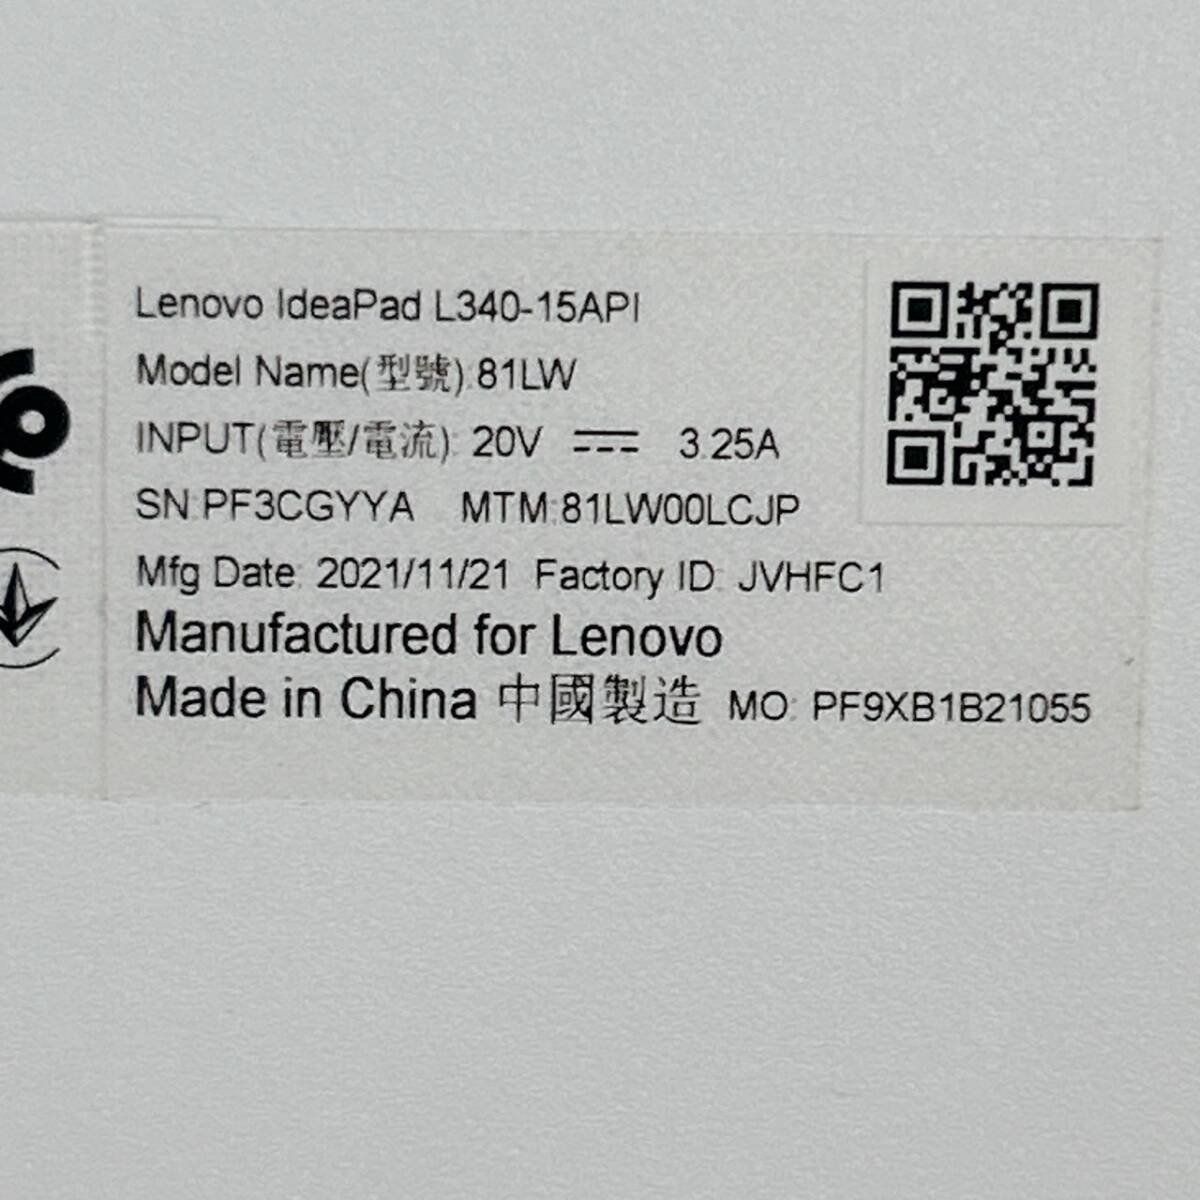 Lenovo IdeaPad L340-15API
Model Name(型號):81LW
INPUT(電壓/電流): 20V ⎓ 3.25A
SN:PF3CGYYA MTM:81LW00LCJP
Mfg Date: 2021/11/21 Factory ID: JVHFC1
Manufactured for Lenovo
Made in China 中國製造 MO: PF9XB1B21055